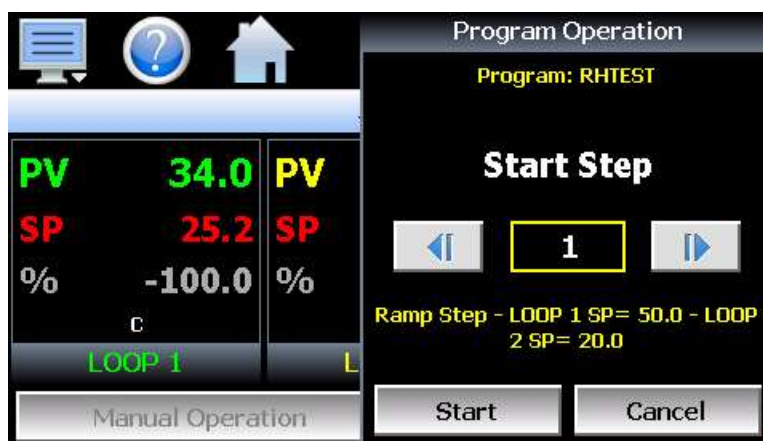 ?
Program Operation
Program: RHTEST
PV 34.0 PV
SP 25.2 SP
% -100.0 %
C
LOOP 1 L
Manual Operation
Start Step
1
Ramp Step - LOOP 1 SP= 50.0 - LOOP
2 SP= 20.0
Start Cancel